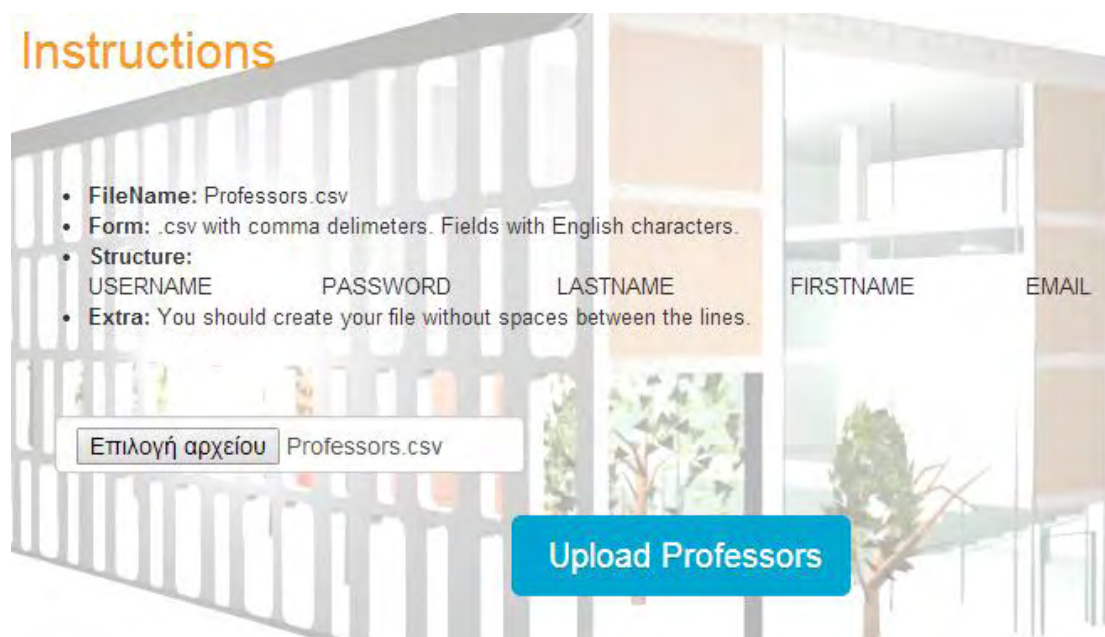 Instructions
• FileName: Professors.csv
• Form: .csv with comma delimeters. Fields with English characters.
• Structure:
USERNAME PASSWORD LASTNAME FIRSTNAME EMAIL
• Extra: You should create your file without spaces between the lines.
Επιλογή αρχείου Professors.csv
Upload Professors